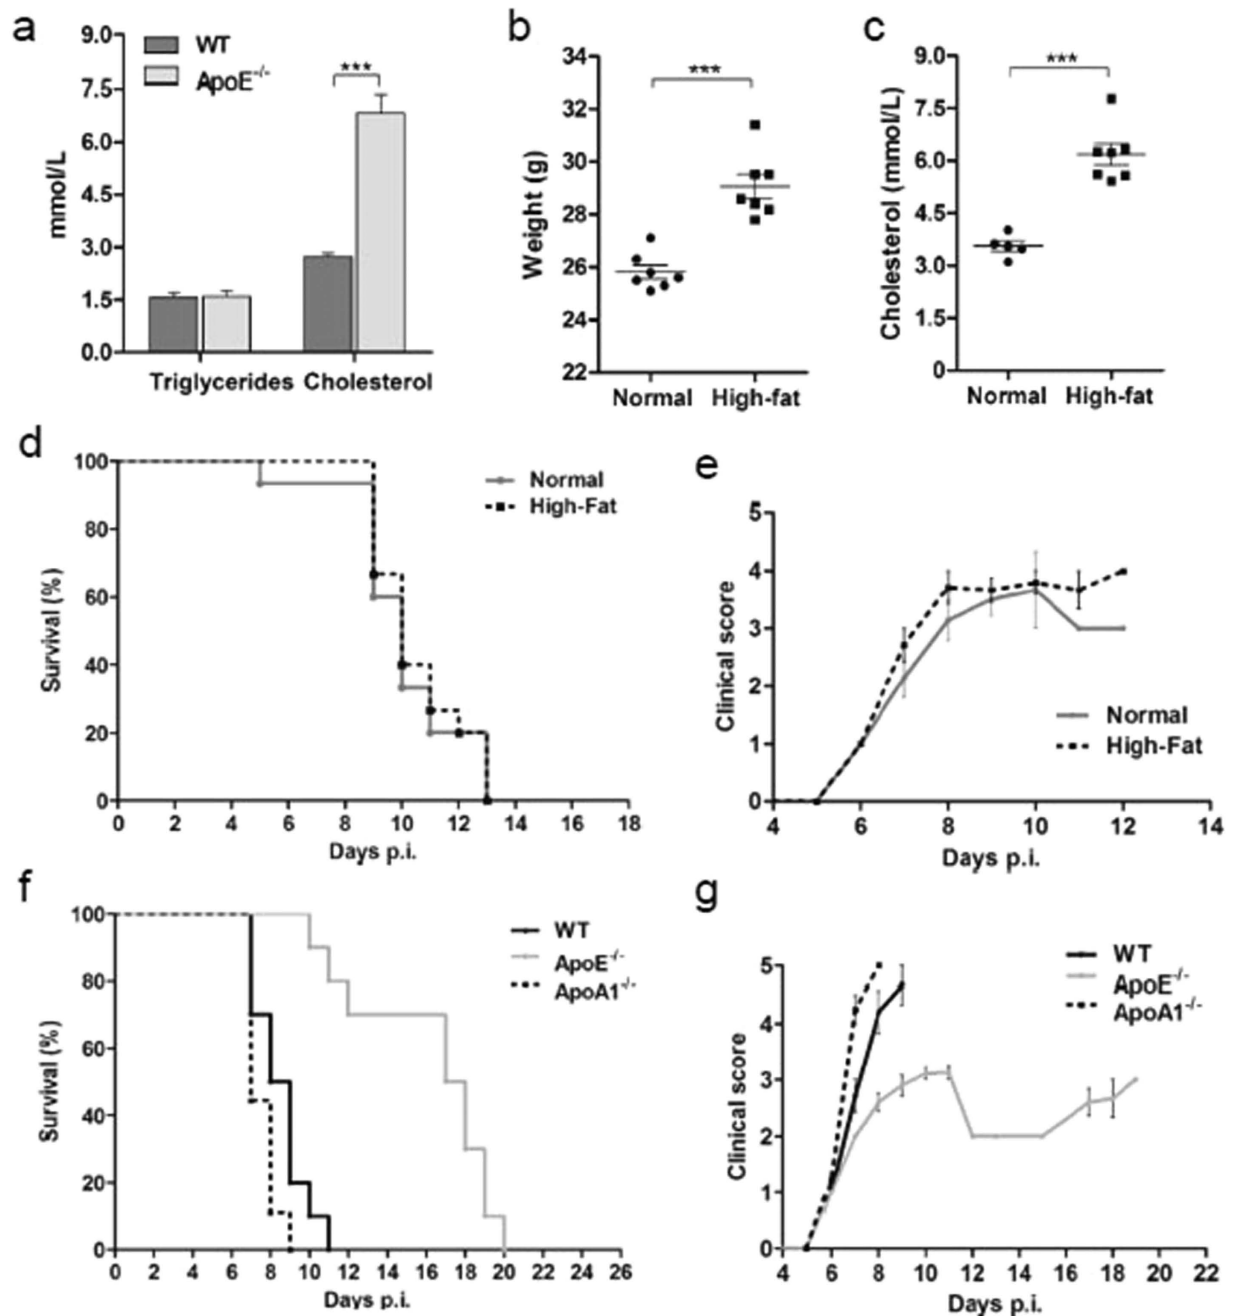 a
9.0
7.5
6.0
4.5
3.0
1.5
0.0
mmol/L
WT
ApoE-/-
***
Triglycerides Cholesterol
b
34
32
30
28
26
24
22
Weight (g)
***
Normal High-fat
c
9.0
7.5
6.0
4.5
3.0
1.5
0
Cholesterol (mmol/L)
***
Normal High-fat
d
100
80
60
40
20
0
Survival (%)
Normal
High-Fat
0 2 4 6 8 10 12 14 16 18
Days p.i.
e
5
4
3
2
1
0
Clinical score
Normal
High-Fat
4 6 8 10 12 14
Days p.i.
f
100
80
60
40
20
0
Survival (%)
WT
ApoE-/-
ApoA1-/-
0 2 4 6 8 10 12 14 16 18 20 22 24 26
Days p.i.
g
5
4
3
2
1
0
Clinical score
WT
ApoE-/-
ApoA1-/-
4 6 8 10 12 14 16 18 20 22
Days p.i.